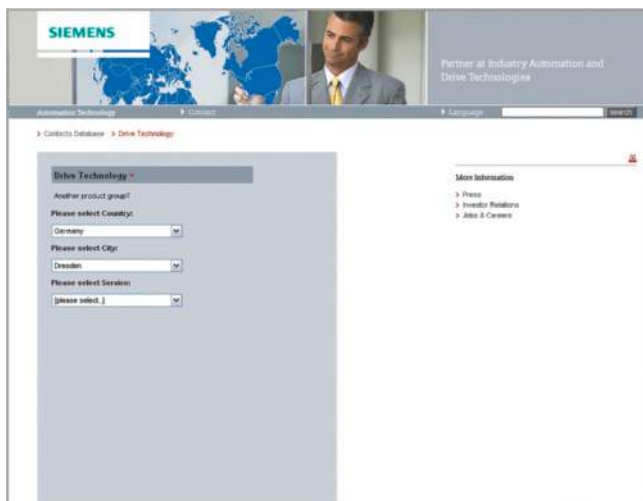 SIEMENS
Partner at Industry Automation and
Drive Technologies
Automation Technology
Contact
Language
search
Contacts Database
Drive Technology
Drive Technology
Another product group?
Please select Country:
Germany
Please select City:
Dresden
Please select Service:
[please select..]
More Information
Press
Investor Relations
Jobs & Careers